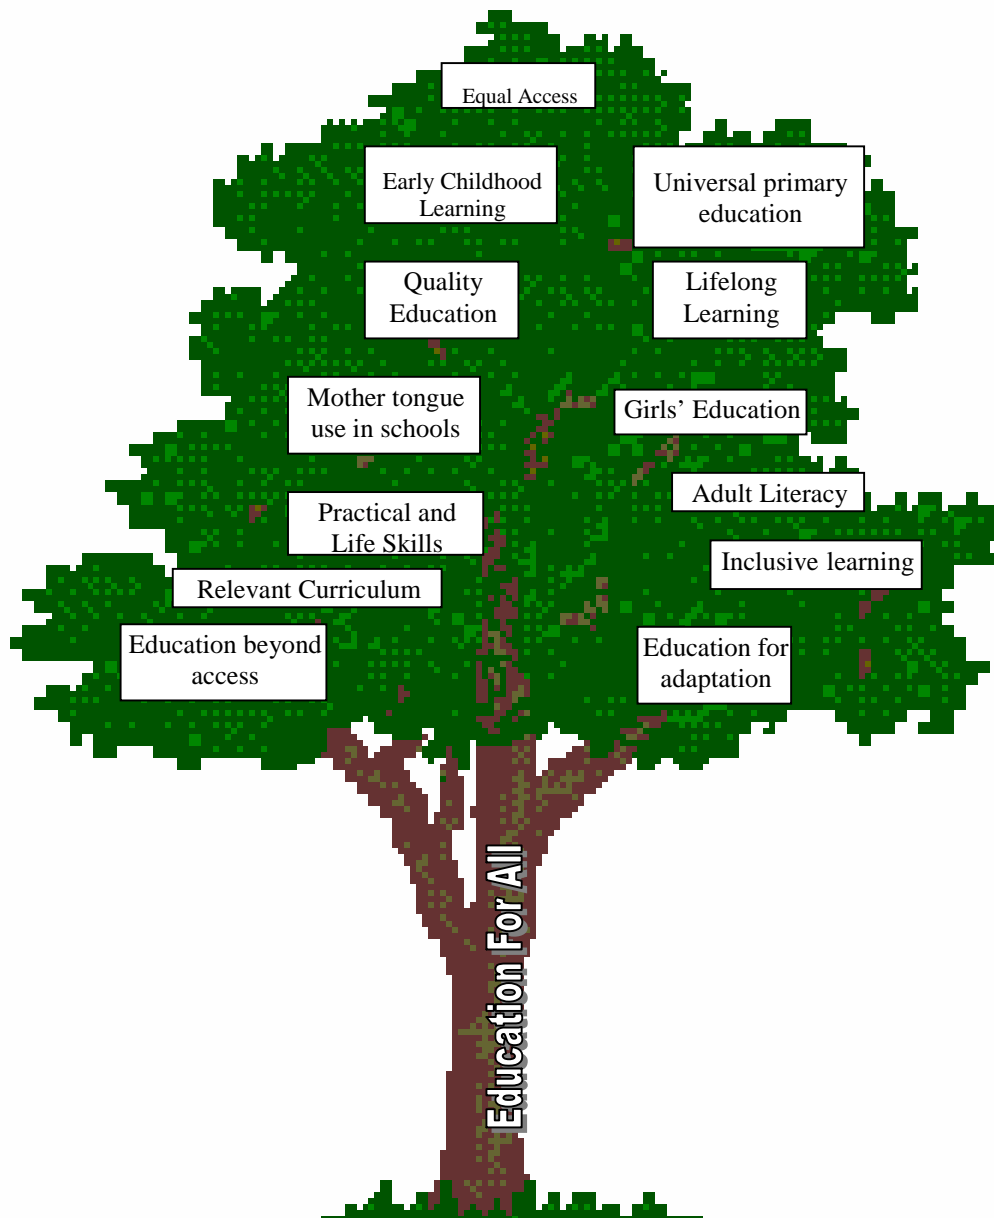 Equal Access
Early Childhood
Learning
Universal primary
education
Quality
Education
Lifelong
Learning
Mother tongue
use in schools
Girls’ Education
Adult Literacy
Practical and
Life Skills
Inclusive learning
Relevant Curriculum
Education beyond
access
Education for
adaptation
Education For All